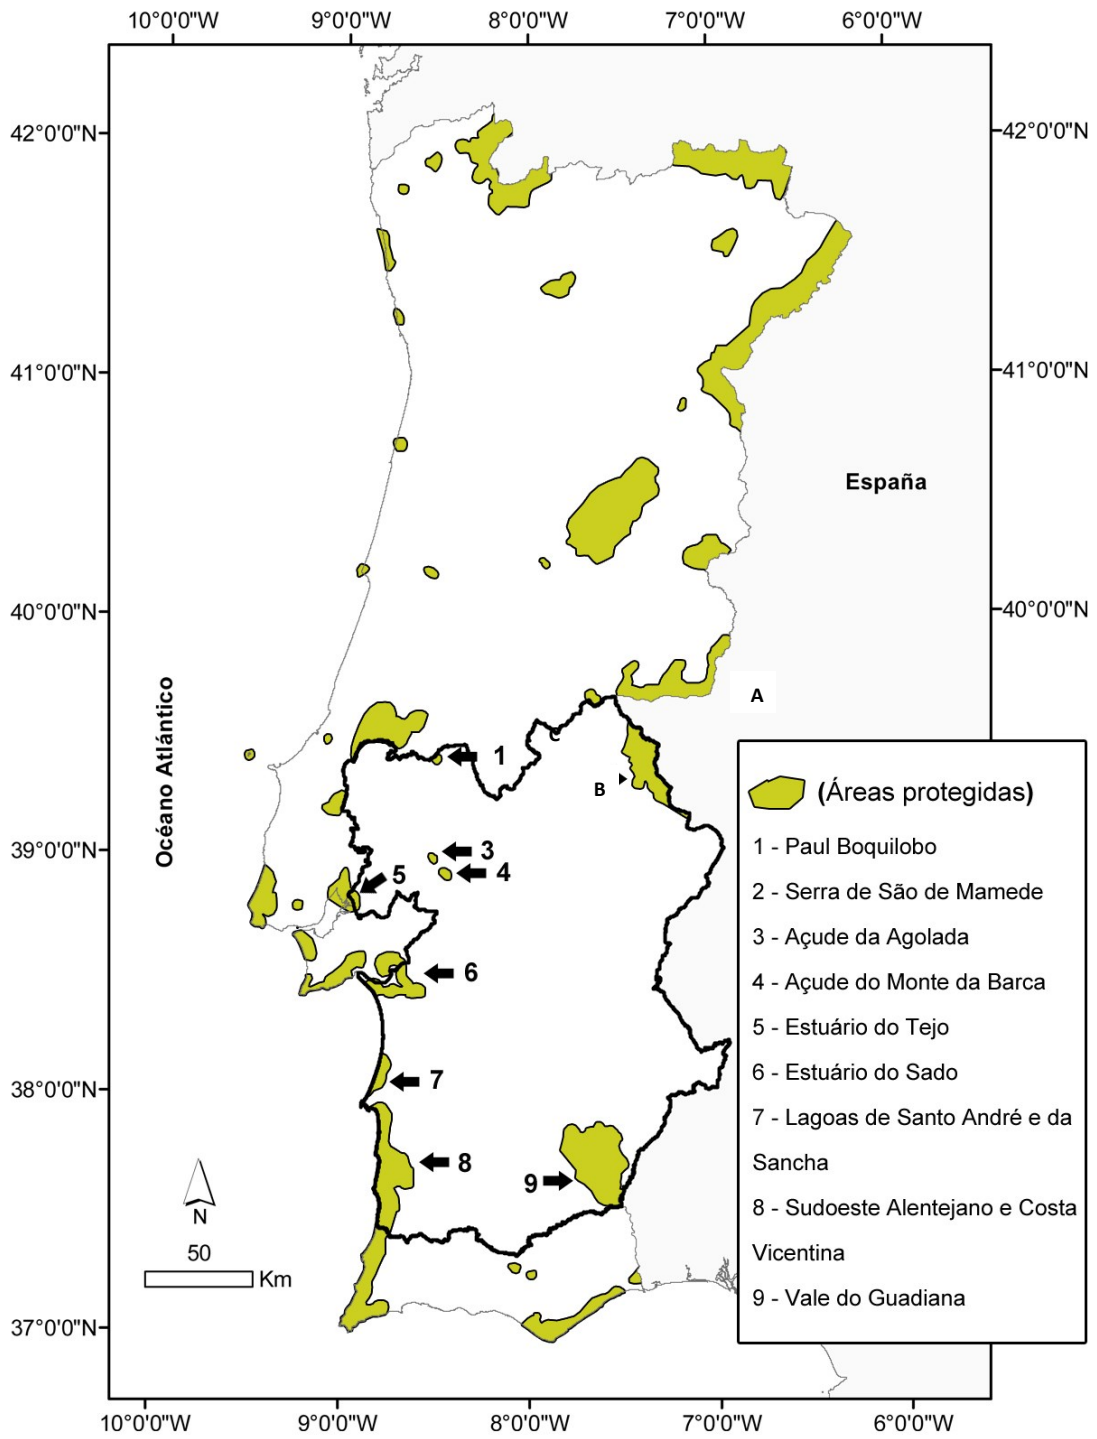 10°0'0"W 9°0'0"W 8°0'0"W 7°0'0"W 6°0'0"W
42°0'0"N 42°0'0"N
41°0'0"N 41°0'0"N
España
40°0'0"N 40°0'0"N
Océano Atlántico
A
1
B
(Áreas protegidas)
1 - Paul Boquilobo
39°0'0"N
3
4
5
2 - Serra de São de Mamede
3 - Açude da Agolada
6
4 - Açude do Monte da Barca
5 - Estuário do Tejo
38°0'0"N
7
6 - Estuário do Sado
7 - Lagoas de Santo André e da
Sancha
8
9
8 - Sudoeste Alentejano e Costa
Vicentina
N
50
Km
9 - Vale do Guadiana
37°0'0"N
10°0'0"W 9°0'0"W 8°0'0"W 7°0'0"W 6°0'0"W